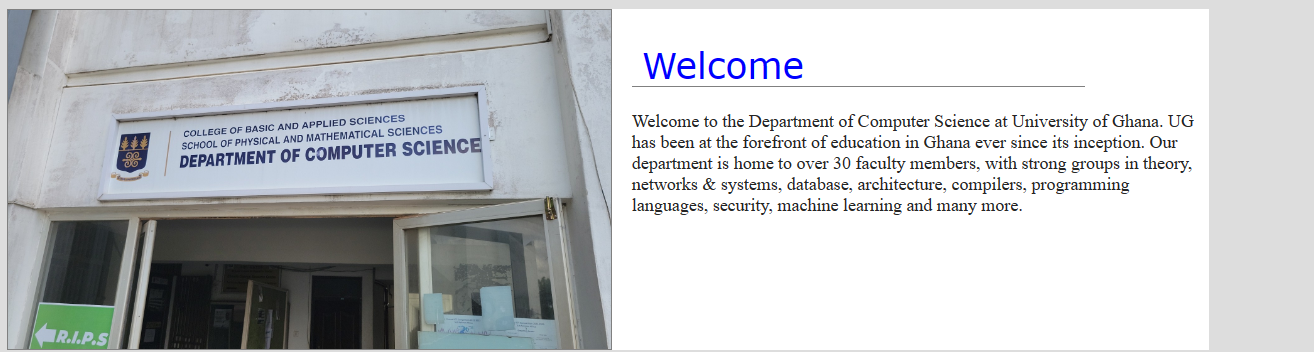 COLLEGE OF BASIC AND APPLIED SCIENCES
SCHOOL OF PHYSICAL AND MATHEMATICAL SCIENCES
DEPARTMENT OF COMPUTER SCIENCE
R.I.P.S
Welcome
Welcome to the Department of Computer Science at University of Ghana. UG
has been at the forefront of education in Ghana ever since its inception. Our
department is home to over 30 faculty members, with strong groups in theory,
networks & systems, database, architecture, compilers, programming
languages, security, machine learning and many more.